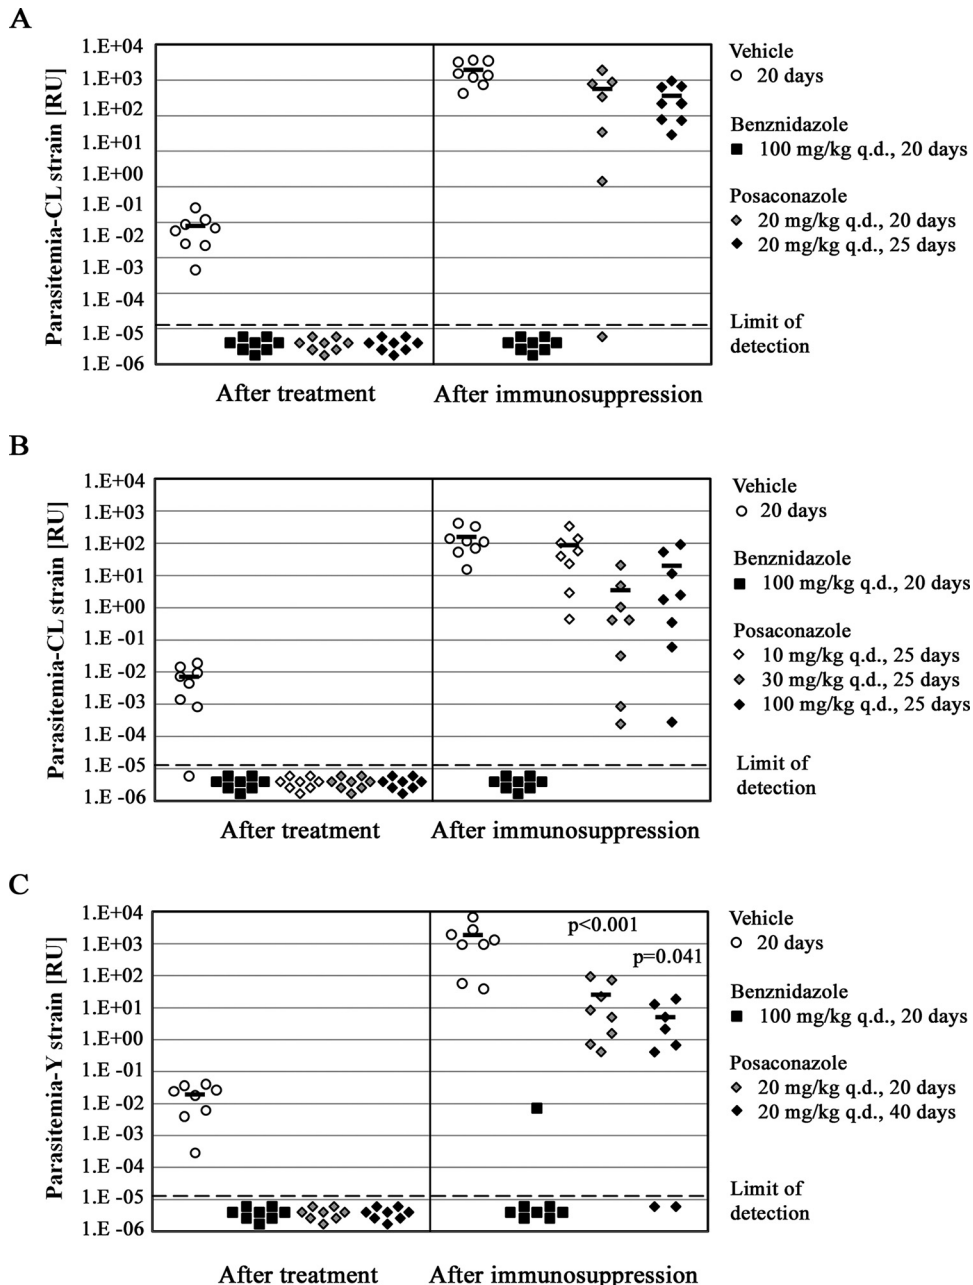 A
Parasitemia-CL strain [RU]
1.E+04
1.E+03
1.E+02
1.E+01
1.E+00
1.E -01
1.E -02
1.E -03
1.E -04
1.E -05
1.E -06
After treatment
After immunosuppression
Vehicle
20 days
Benznidazole
100 mg/kg q.d., 20 days
Posaconazole
20 mg/kg q.d., 20 days
20 mg/kg q.d., 25 days
Limit of
detection
B
Parasitemia-CL strain [RU]
1.E+04
1.E+03
1.E+02
1.E+01
1.E+00
1.E -01
1.E -02
1.E -03
1.E -04
1.E -05
1.E -06
After treatment
After immunosuppression
Vehicle
20 days
Benznidazole
100 mg/kg q.d., 20 days
Posaconazole
10 mg/kg q.d., 25 days
30 mg/kg q.d., 25 days
100 mg/kg q.d., 25 days
Limit of
detection
C
Parasitemia-Y strain [RU]
1.E+04
1.E+03
1.E+02
1.E+01
1.E+00
1.E -01
1.E -02
1.E -03
1.E -04
1.E -05
1.E -06
p<0.001
p=0.041
After treatment
After immunosuppression
Vehicle
20 days
Benznidazole
100 mg/kg q.d., 20 days
Posaconazole
20 mg/kg q.d., 20 days
20 mg/kg q.d., 40 days
Limit of
detection